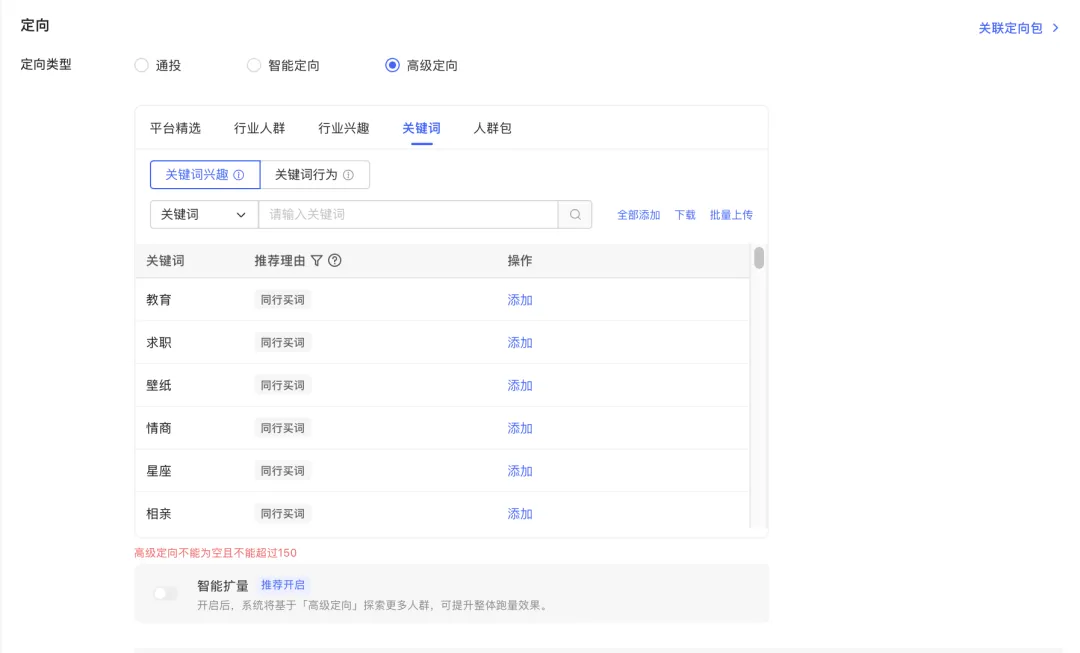 定向
关联定向包
定向类型 通投 智能定向 高级定向
平台精选 行业人群 行业兴趣 关键词 人群包
关键词兴趣 关键词行为
关键词 请输入关键词 全部添加 下载 批量上传
关键词 推荐理由 操作
教育 同行买词 添加
求职 同行买词 添加
壁纸 同行买词 添加
情商 同行买词 添加
星座 同行买词 添加
相亲 同行买词 添加
高级定向不能为空且不能超过150
智能扩量 推荐开启
开启后，系统将基于「高级定向」探索更多人群，可提升整体跑量效果。